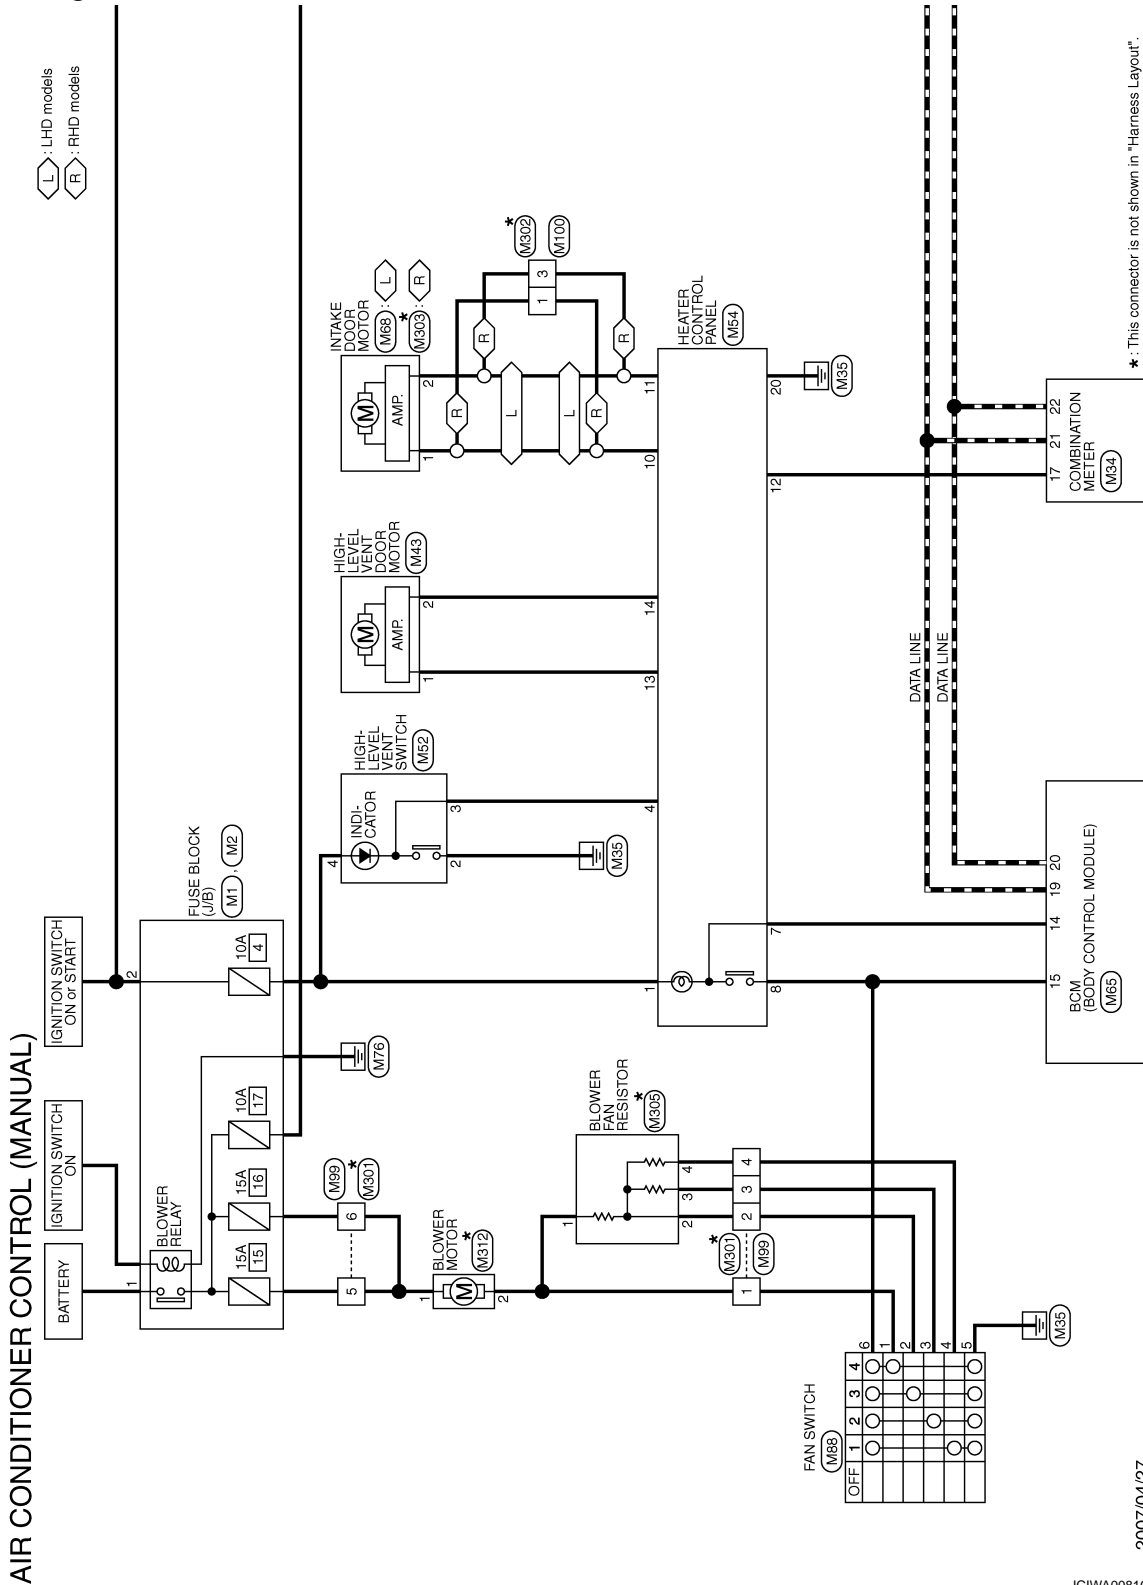 AIR CONDITIONER CONTROL (MANUAL)
L : LHD models
R : RHD models
BATTERY
IGNITION SWITCH
ON
IGNITION SWITCH
ON or START
1
2
BLOWER
RELAY
15A
15
15A
16
10A
17
10A
4
FUSE BLOCK
(J/B)
M1 , M2
M76
5
6
M99
*
M301
1
BLOWER
MOTOR
*
M312
M
2
1
BLOWER
FAN
RESISTOR
*
M305
2
3
4
1
2
3
4
*
M301
M99
FAN SWITCH
M88
OFF
1
2
3
4
6
1
2
3
4
5
M35
4
INDI-
CATOR
HIGH-
LEVEL
VENT
SWITCH
M52
2
3
M35
HIGH-
LEVEL
VENT
DOOR
MOTOR
M43
M
AMP.
1
2
INTAKE
DOOR
MOTOR
M68 : L
*
M303 : R
M
AMP.
1
2
R
R
L
L
R
R
1
3
*
M302
M100
1
4
13
14
10
11
HEATER
CONTROL
PANEL
M54
8
7
12
20
M35
DATA LINE
DATA LINE
15
14
19
20
BCM
(BODY CONTROL MODULE)
M65
17
21
22
COMBINATION
METER
M34
* : This connector is not shown in "Harness Layout".